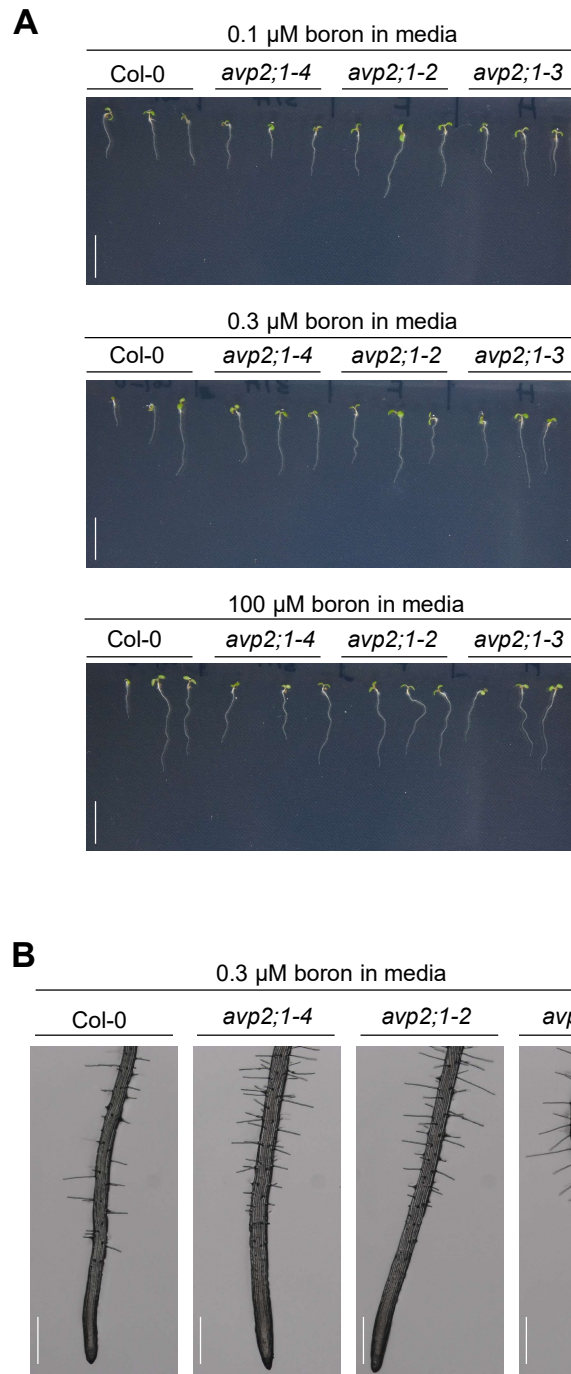 A
0.1 µM boron in media
Col-0 avp2;1-4 avp2;1-2 avp2;1-3
0.3 µM boron in media
Col-0 avp2;1-4 avp2;1-2 avp2;1-3
100 µM boron in media
Col-0 avp2;1-4 avp2;1-2 avp2;1-3
B
0.3 µM boron in media
Col-0 avp2;1-4 avp2;1-2